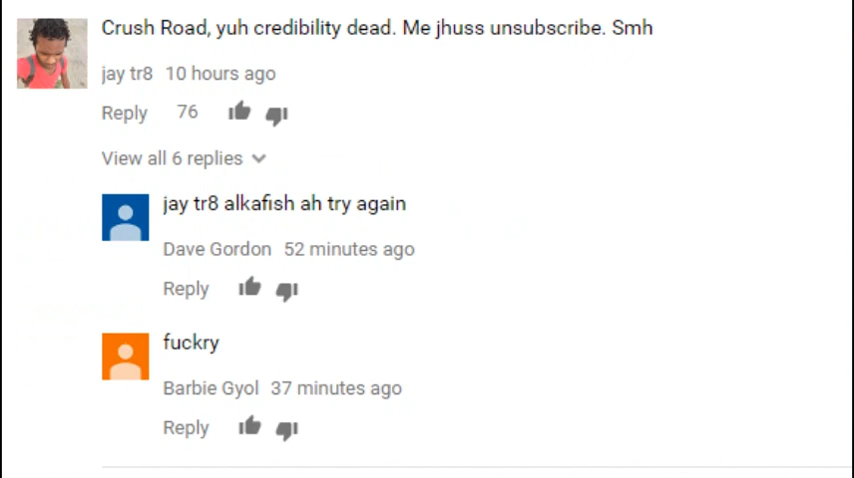 Crush Road, yuh credibility dead. Me jhuss unsubscribe. Smh
jay tr8 10 hours ago
Reply 76
View all 6 replies
jay tr8 alkafish ah try again
Dave Gordon 52 minutes ago
Reply
fuckry
Barbie Gyol 37 minutes ago
Reply